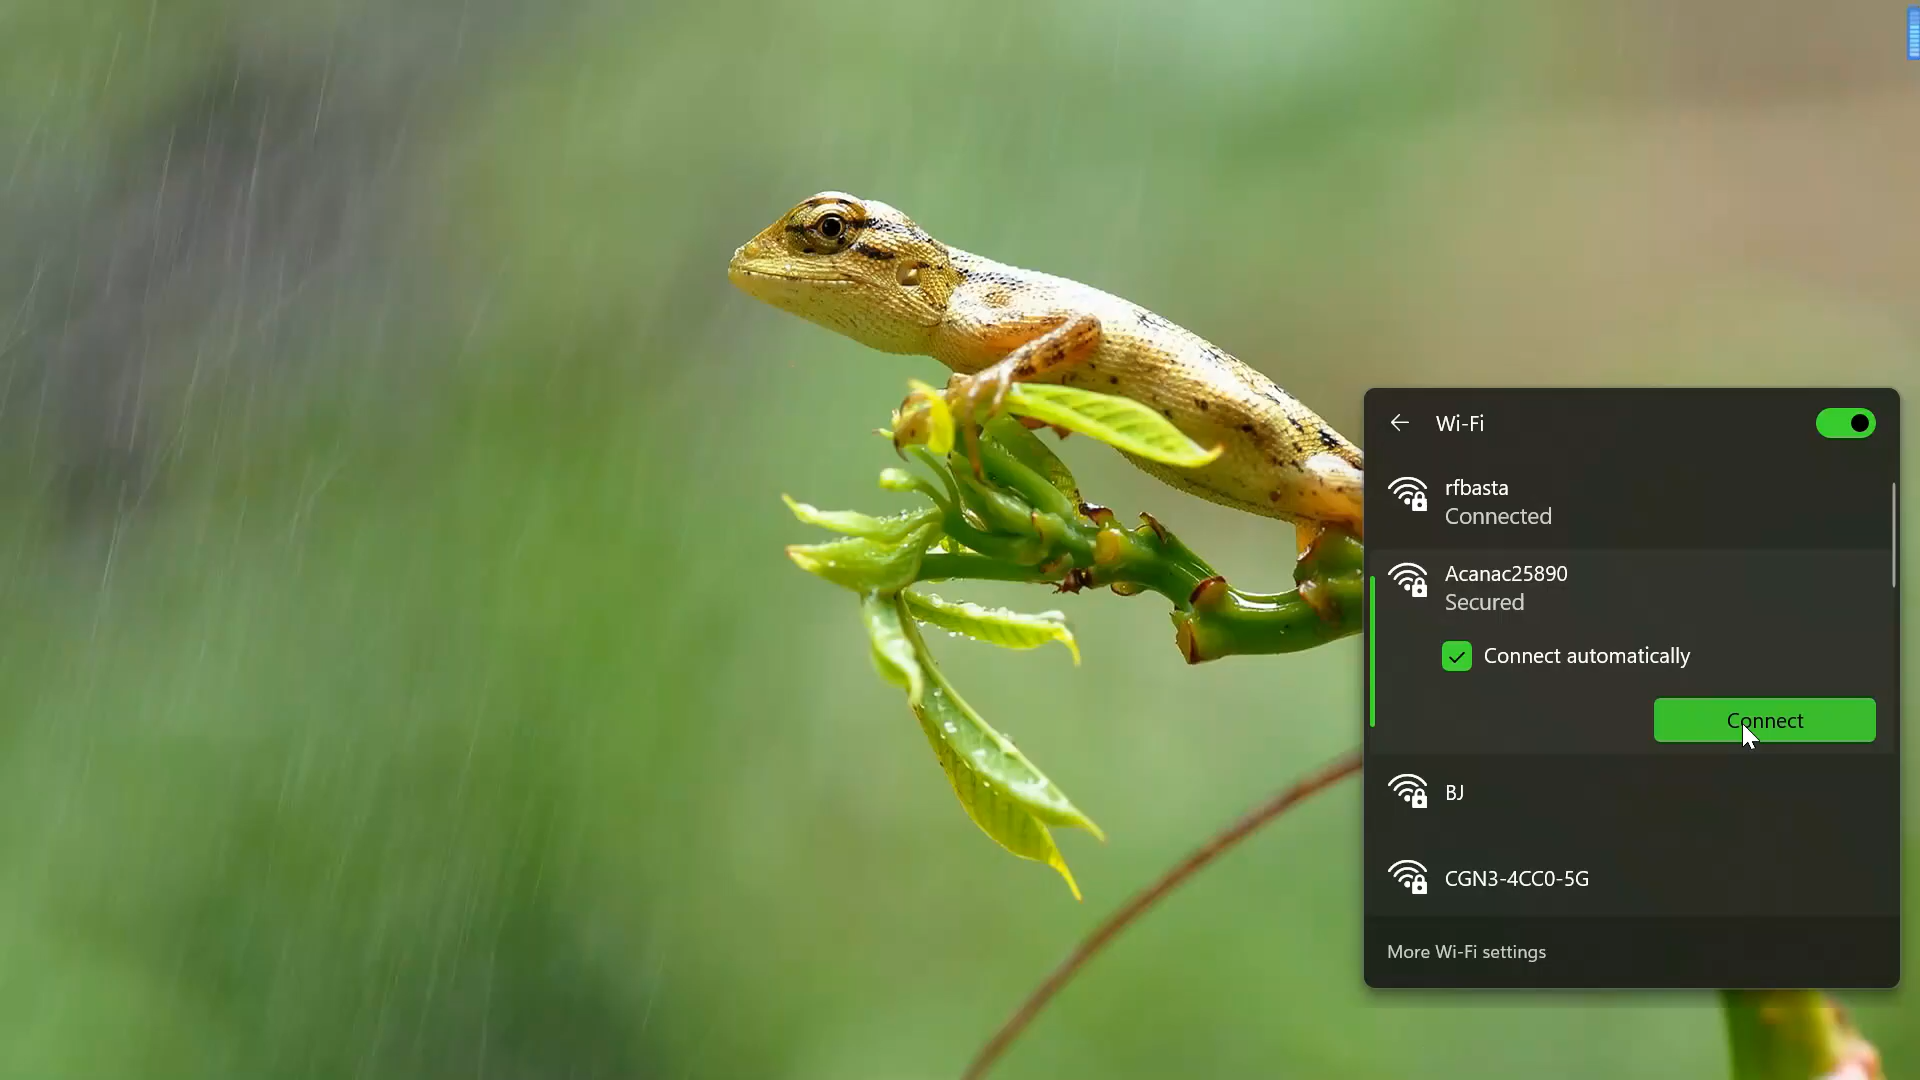 Wi-Fi
rfbasta
Connected
Acanac25890
Secured
Connect automatically
Connect
BJ
CGN3-4CC0-5G
More Wi-Fi settings